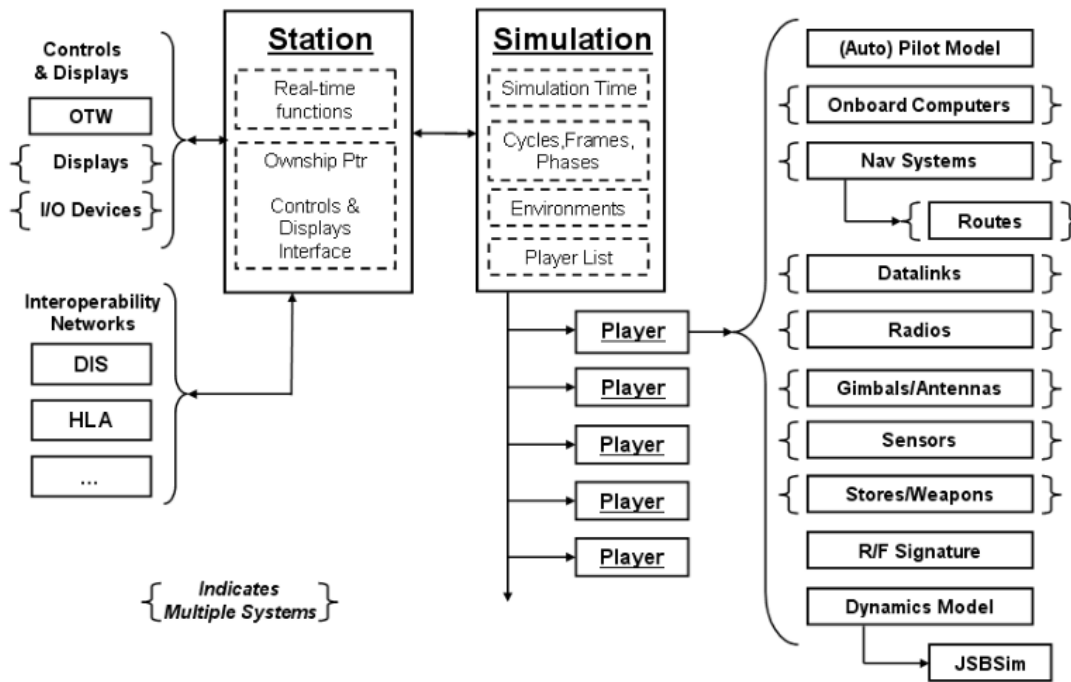 Controls
& Displays
OTW
Displays
I/O Devices
Interoperability
Networks
DIS
HLA
...
Indicates
Multiple Systems
Station
Real-time
functions
Ownship Ptr
Controls &
Displays
Interface
Simulation
Simulation Time
Cycles,Frames,
Phases
Environments
Player List
Player
Player
Player
Player
Player
(Auto) Pilot Model
Onboard Computers
Nav Systems
Routes
Datalinks
Radios
Gimbals/Antennas
Sensors
Stores/Weapons
R/F Signature
Dynamics Model
JSBSim